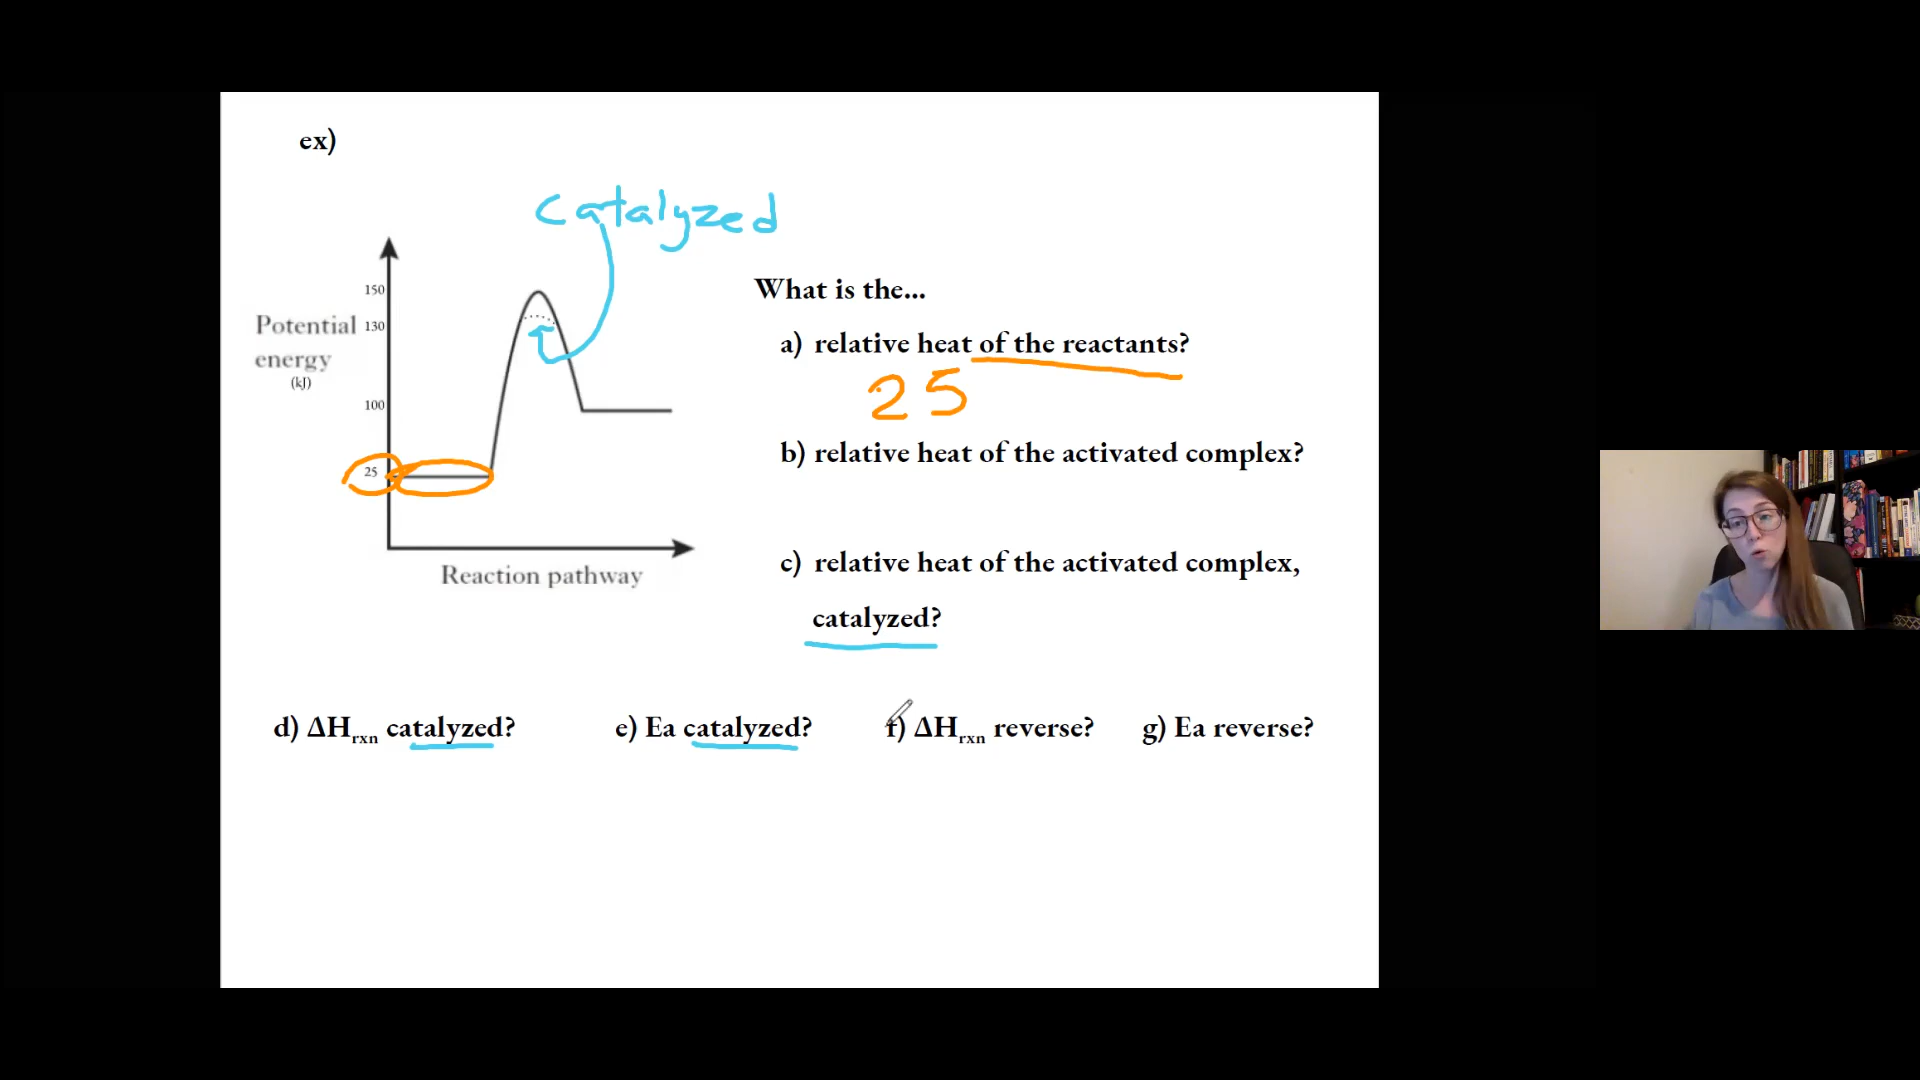 ex)
catalyzed
150
Potential 130
energy
(kJ)
100
25
Reaction pathway
What is the...
a) relative heat of the reactants?
25
b) relative heat of the activated complex?
c) relative heat of the activated complex,
catalyzed?
d) ΔHrxn catalyzed?
e) Ea catalyzed?
f) ΔHrxn reverse?
g) Ea reverse?